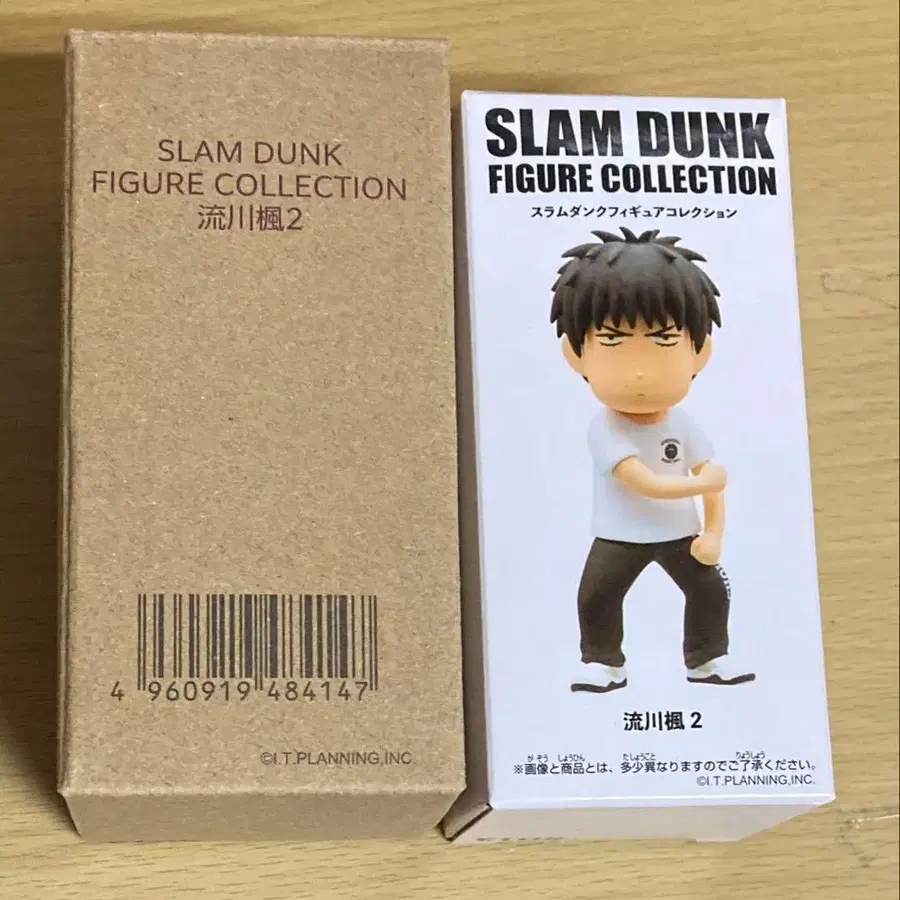 SLAM DUNK
FIGURE COLLECTION
流川楓2
4 960919 484147
©I.T.PLANNING,INC
SLAM DUNK
FIGURE COLLECTION
スラムダンクフィギュアコレクション
流川楓 2
※画像と商品とは、多少異なりますのでご了承ください。
©I.T.PLANNING,INC.